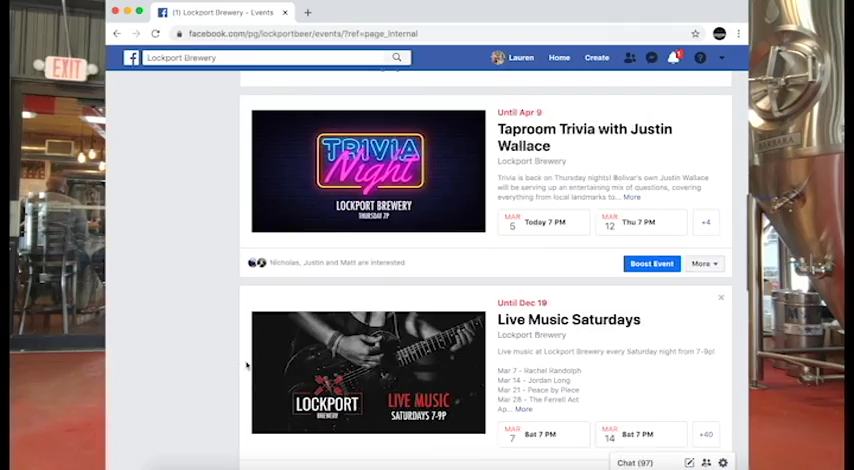 (1) Lockport Brewery - Events
facebook.com/pg/lockportbeer/events/?ref=page_internal
EXIT
Lockport Brewery
Lauren
Home
Create
1
Until Apr 9
Taproom Trivia with Justin
Wallace
Lockport Brewery
Trivia is back on Thursday nights! Bolivar's own Justin Wallace
will be serving up an entertaining mix of questions, covering
everything from local landmarks to... More
TRIVIA
Night
LOCKPORT BREWERY
THURSDAY 7P
MAR
5
Today 7 PM
MAR
12
Thu 7 PM
+4
Nicholas, Justin and Matt are interested
Boost Event
More
BARBARA
Until Dec 19
Live Music Saturdays
Lockport Brewery
Live music at Lockport Brewery every Saturday night from 7-9p!
Mar 7 - Rachel Randolph
Mar 14 - Jordan Long
Mar 21 - Peace by Piece
Mar 28 - The Ferrell Act
Ap... More
LOCKPORT
BREWERY
LIVE MUSIC
SATURDAYS 7-9P
MAR
7
Sat 7 PM
MAR
14
Sat 7 PM
+40
Chat (97)